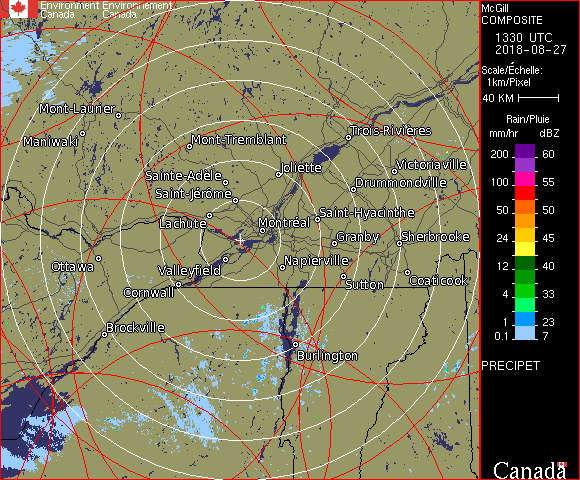 Environment Environnement
Canada Canada
McGill
COMPOSITE
1330 UTC
2018-08-27
Scale/Échelle:
1km/Pixel
40 KM
Rain/Pluie
mm/hr dBZ
200 60
100 55
50 50
24 45
12 40
4 33
1 23
0.1 7
PRECIPET
Mont-Laurier
Maniwaki
Mont-Tremblant
Trois-Rivières
Sainte-Adèle
Joliette
Victoriaville
Saint-Jérôme
Drummondville
Lachute
Montréal
Saint-Hyacinthe
Granby
Sherbrooke
Ottawa
Valleyfield
Napierville
Cornwall
Sutton
Coaticook
Brockville
Burlington
Canada